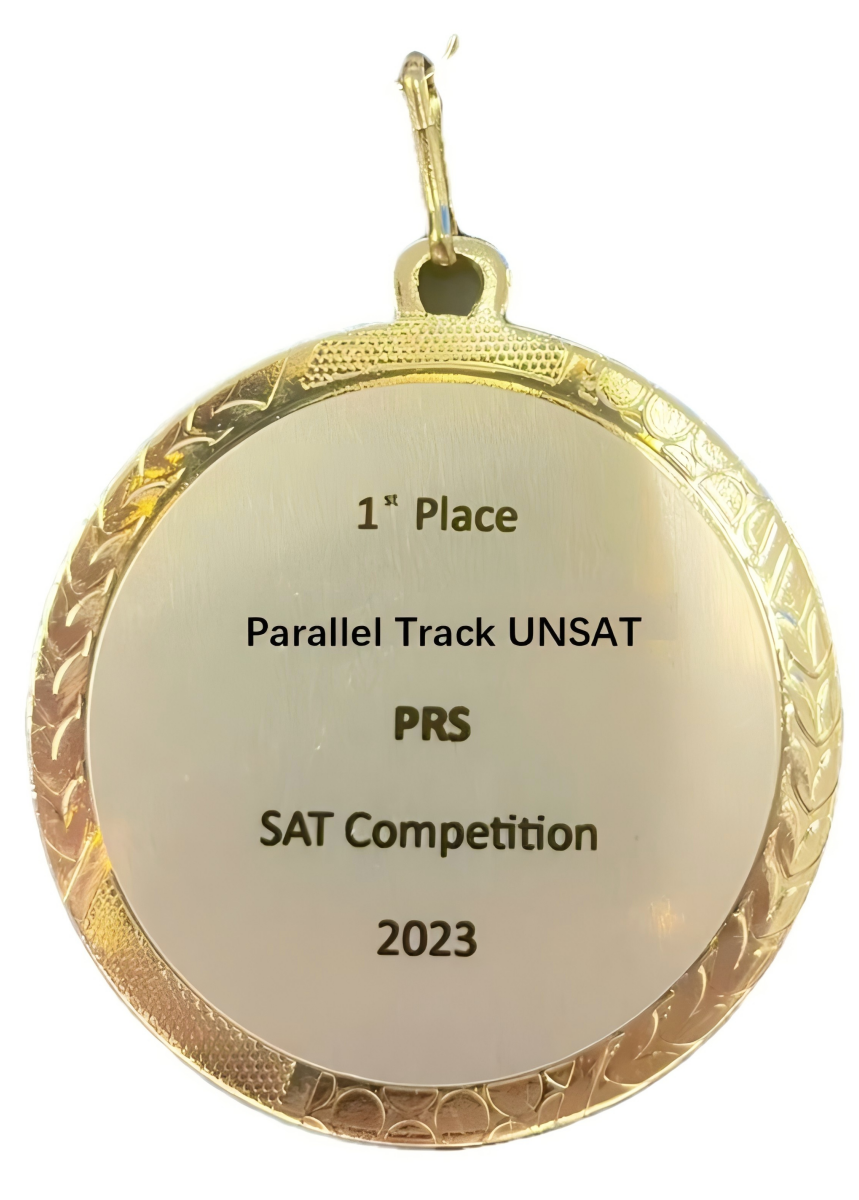 1st Place
Parallel Track UNSAT
PRS
SAT Competition
2023